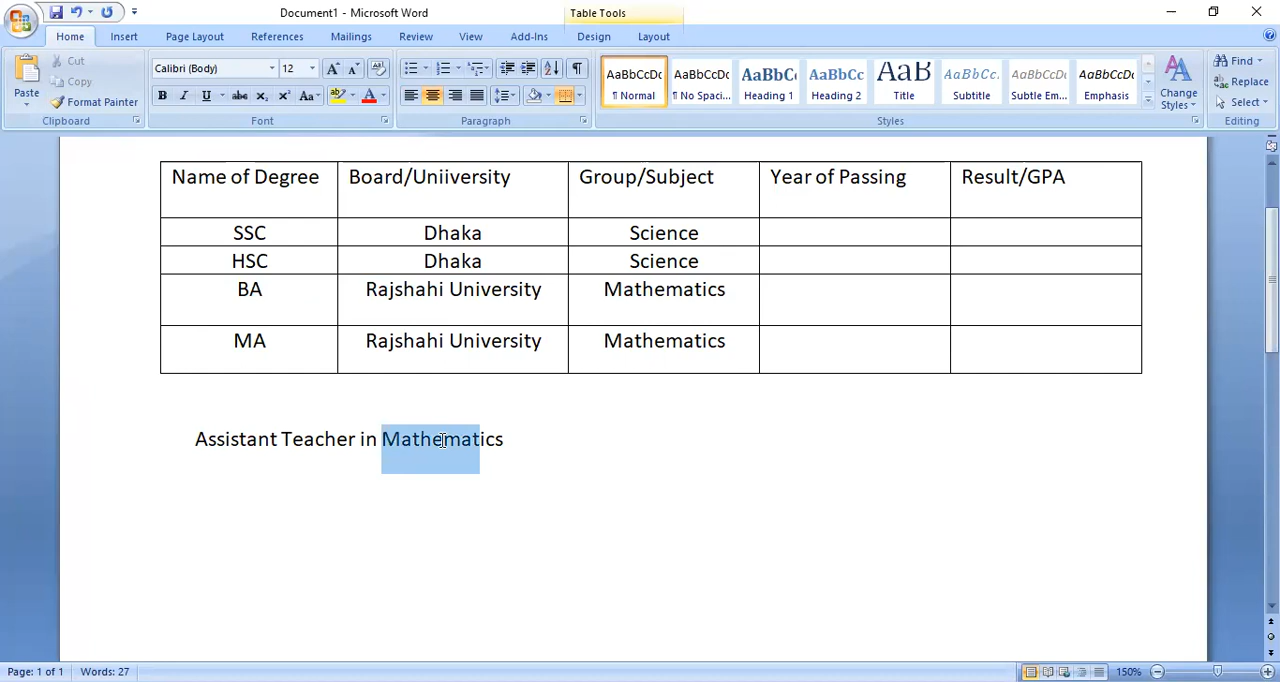 Document1 - Microsoft Word
Table Tools
Home Insert Page Layout References Mailings Review View Add-Ins Design Layout
Paste
Cut
Copy
Format Painter
Clipboard
Calibri (Body) 12
Font
Paragraph
AaBbCcDc AaBbCcDc AaBbC AaBbCc AaB AaBbCc. AaBbCcDc AaBbCcDc
¶ Normal ¶ No Spaci... Heading 1 Heading 2 Title Subtitle Subtle Em... Emphasis
Change Styles
Styles
Find
Replace
Select
Editing
Name of Degree Board/Uniiversity Group/Subject Year of Passing Result/GPA
SSC Dhaka Science
HSC Dhaka Science
BA Rajshahi University Mathematics
MA Rajshahi University Mathematics
Assistant Teacher in Mathematics
Page: 1 of 1 Words: 27 150%